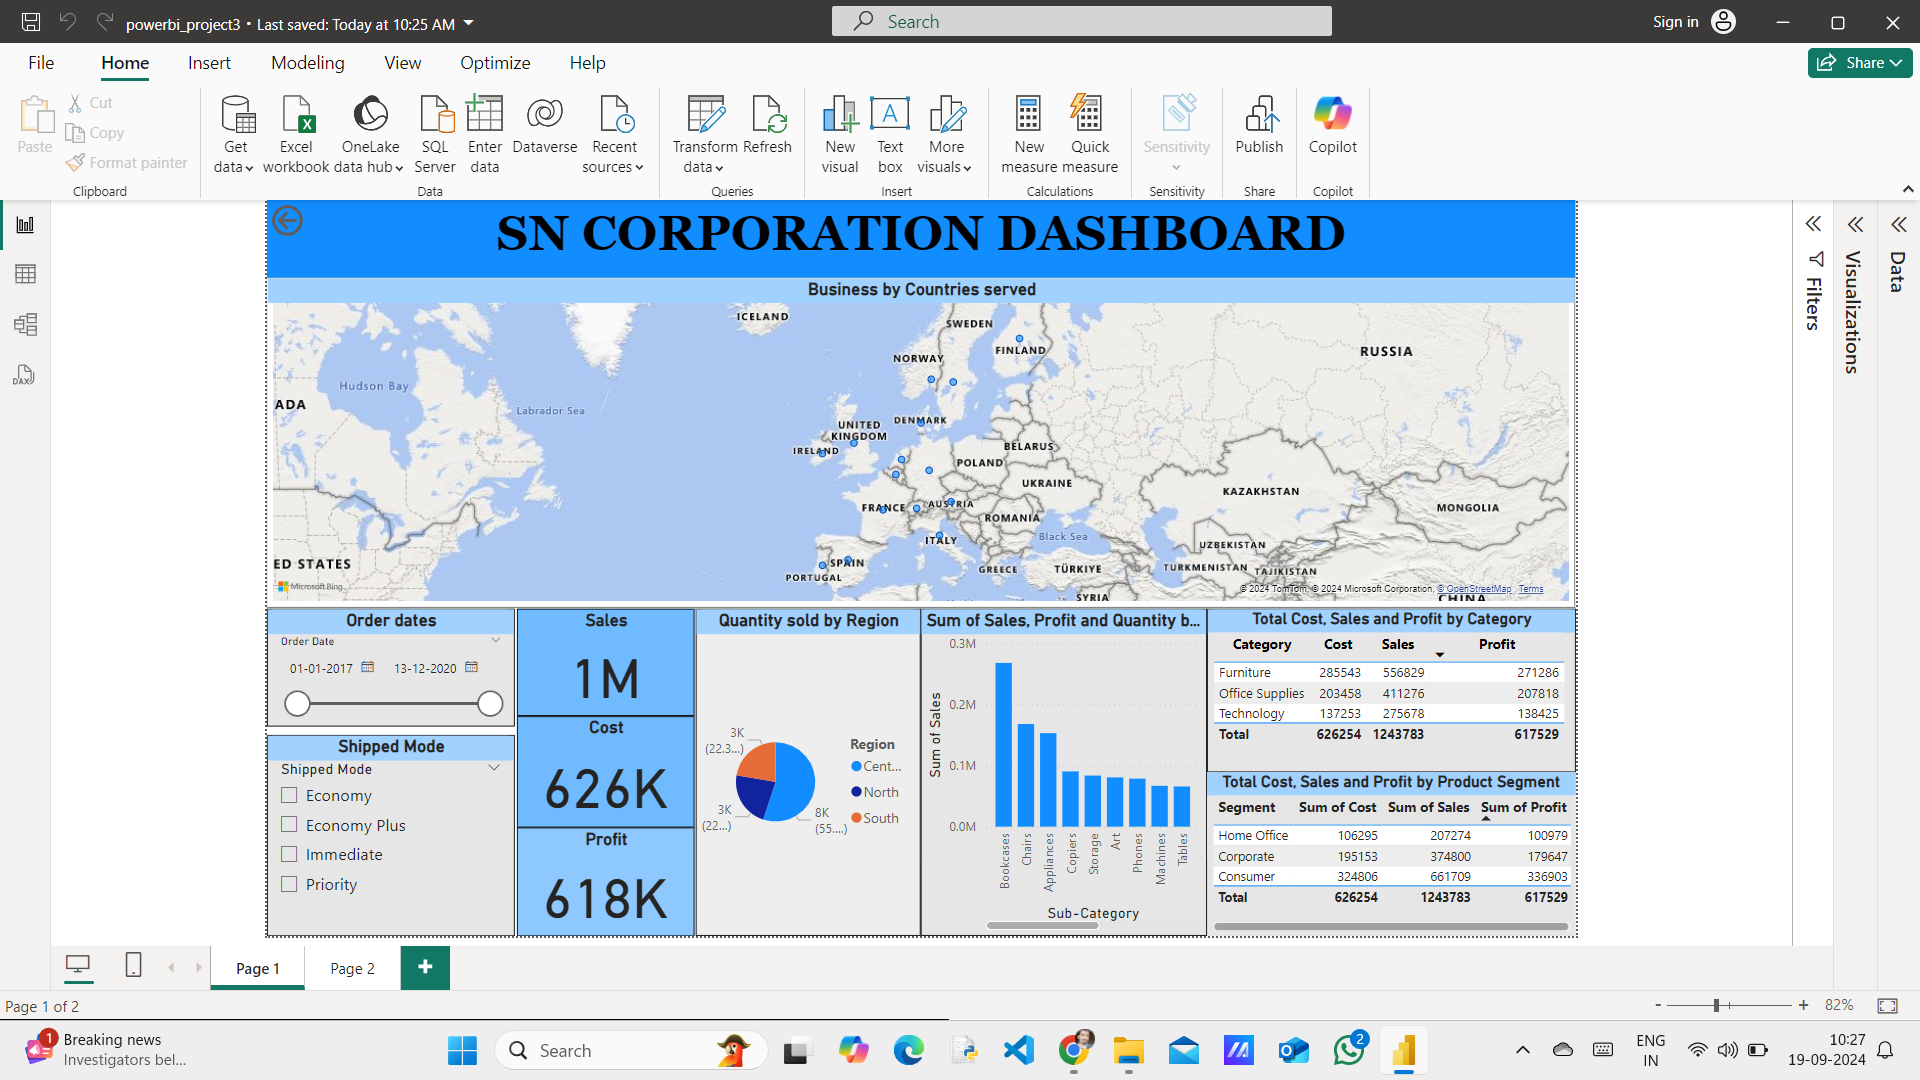 powerbi_project3 • Last saved: Today at 10:25 AM
Search
Sign in
File Home Insert Modeling View Optimize Help
Share
Paste
Cut
Copy
Format painter
Clipboard
Get data
Excel workbook
OneLake data hub
SQL Server
Enter data
Dataverse
Recent sources
Data
Transform data
Refresh
Queries
New visual
Text box
More visuals
Insert
New measure
Quick measure
Calculations
Sensitivity
Sensitivity
Publish
Share
Copilot
Copilot
SN CORPORATION DASHBOARD
Business by Countries served
ICELAND
SWEDEN
NORWAY
FINLAND
RUSSIA
Hudson Bay
ADA
Labrador Sea
UNITED KINGDOM
DENMARK
IRELAND
BELARUS
POLAND
UKRAINE
KAZAKHSTAN
FRANCE
AUSTRIA
ROMANIA
MONGOLIA
ITALY
Black Sea
UZBEKISTAN
ED STATES
SPAIN
PORTUGAL
GREECE
TÜRKIYE
TURKMENISTAN
TAJIKISTAN
SYRIA
CHINA
Microsoft Bing
© 2024 TomTom, © 2024 Microsoft Corporation, © OpenStreetMap Terms
Order dates
Order Date
01-01-2017 13-12-2020
Shipped Mode
Shipped Mode
Economy
Economy Plus
Immediate
Priority
Sales
1M
Cost
626K
Profit
618K
Quantity sold by Region
3K
(22.3...)
3K
(22...)
8K
(55....)
Region
Cent...
North
South
Sum of Sales, Profit and Quantity b...
Sum of Sales
0.3M
0.2M
0.1M
0.0M
Bookcases
Chairs
Appliances
Copiers
Storage
Art
Phones
Machines
Tables
Sub-Category
Total Cost, Sales and Profit by Category
Category Cost Sales Profit
Furniture 285543 556829 271286
Office Supplies 203458 411276 207818
Technology 137253 275678 138425
Total 626254 1243783 617529
Total Cost, Sales and Profit by Product Segment
Segment Sum of Cost Sum of Sales Sum of Profit
Home Office 106295 207274 100979
Corporate 195153 374800 179647
Consumer 324806 661709 336903
Total 626254 1243783 617529
Filters
Visualizations
Data
DAX
Page 1
Page 2
+
Page 1 of 2
- + 82%
1
Breaking news
Investigators bel...
Search
2
ENG
IN
10:27
19-09-2024